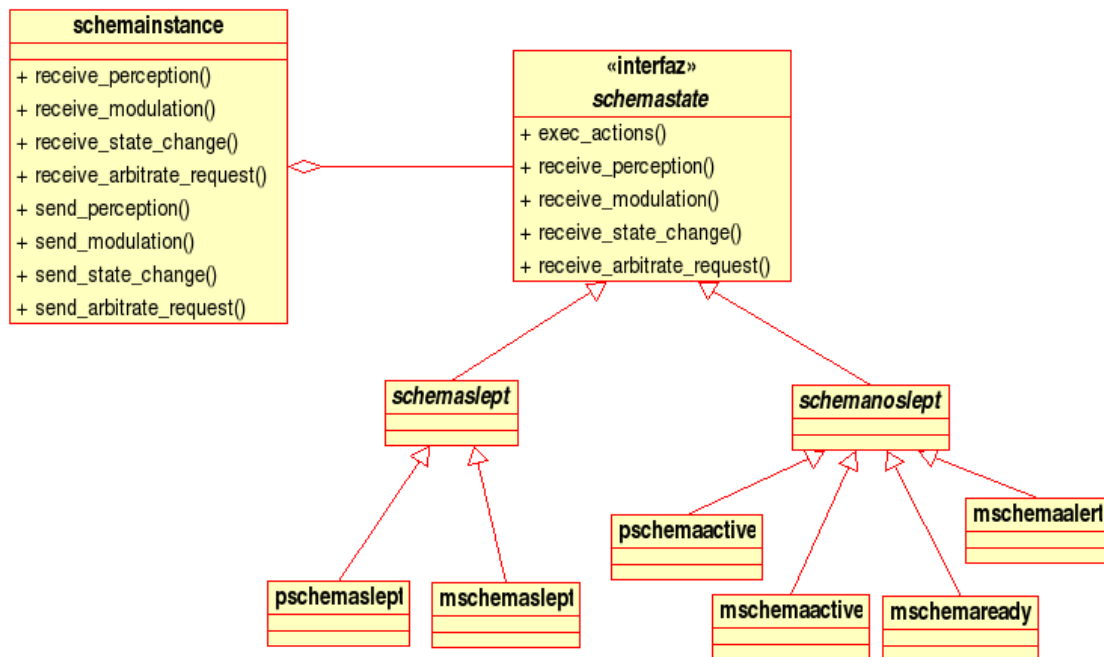 schemainstance
+ receive_perception()
+ receive_modulation()
+ receive_state_change()
+ receive_arbitrate_request()
+ send_perception()
+ send_modulation()
+ send_state_change()
+ send_arbitrate_request()
«interfaz»
schemastate
+ exec_actions()
+ receive_perception()
+ receive_modulation()
+ receive_state_change()
+ receive_arbitrate_request()
schemaslept
schemanoslept
pschemaslept
mschemaslept
pschemaactive
mschemaactive
mschemaready
mschemaalert